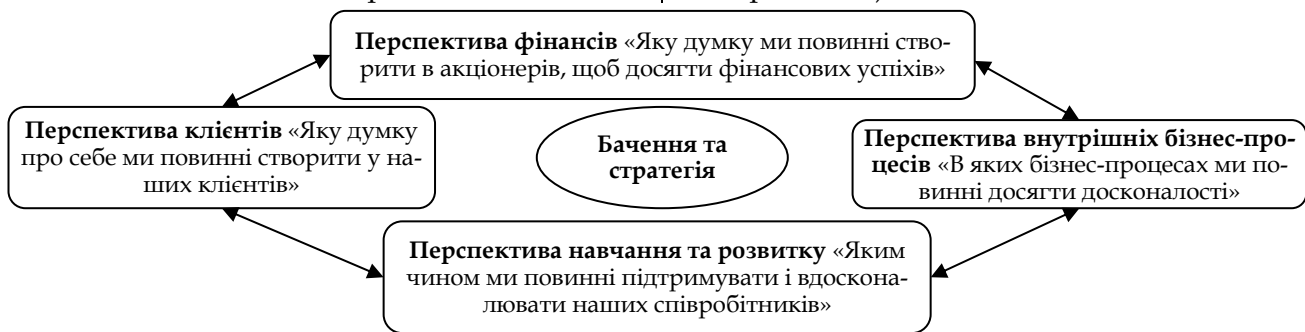 Перспектива фінансів «Яку думку ми повинні ство-
рити в акціонерів, щоб досягти фінансових успіхів»
Перспектива клієнтів «Яку думку
про себе ми повинні створити у на-
ших клієнтів»
Бачення та
стратегія
Перспектива внутрішніх бізнес-про-
цесів «В яких бізнес-процесах ми по-
винні досягти досконалості»
Перспектива навчання та розвитку «Яким
чином ми повинні підтримувати і вдоскона-
лювати наших співробітників»